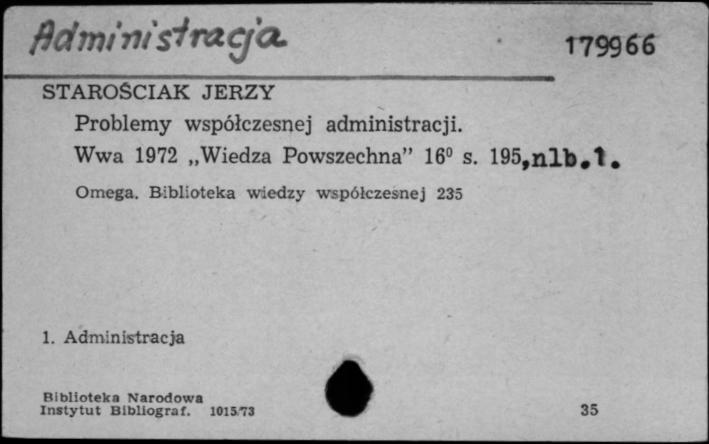 Administracja 179966
STAROŚCIAK JERZY
Problemy współczesnej administracji.
Wwa 1972 „Wiedza Powszechna” 16⁰ s. 195,nlb.1.
Omega. Biblioteka wiedzy współczesnej 235
1. Administracja
Biblioteka Narodowa
Instytut Bibliograf. 1015/73 35